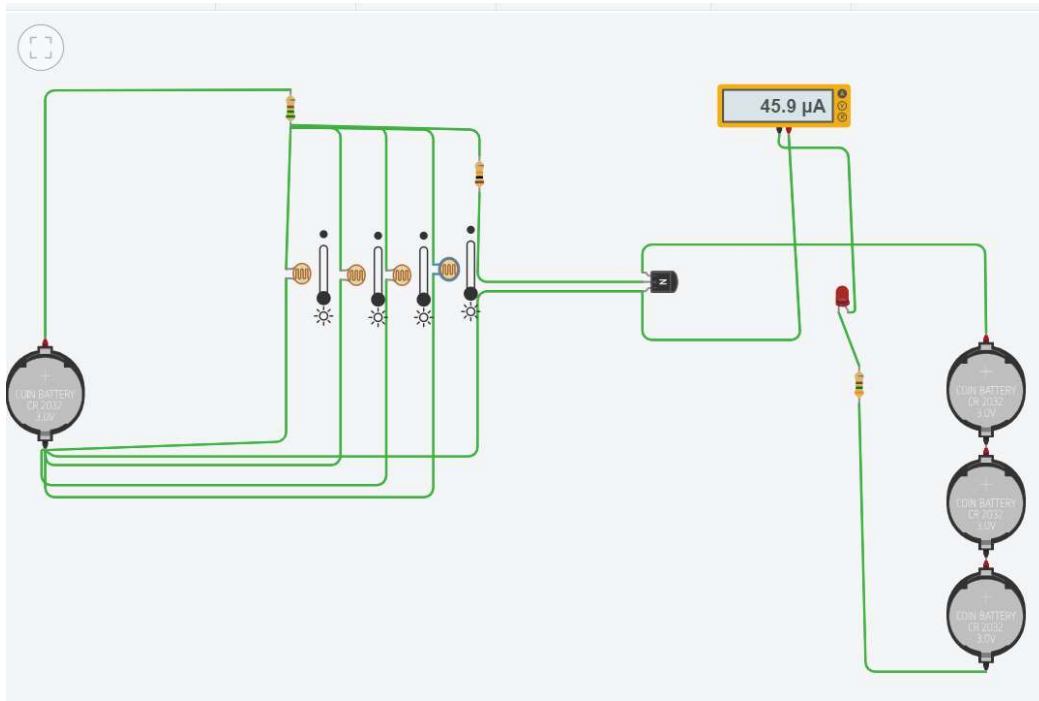 45.9 µA
A
V
R
N
COIN BATTERY
CR 2032
3.0V
COIN BATTERY
CR 2032
3.0V
COIN BATTERY
CR 2032
3.0V
COIN BATTERY
CR 2032
3.0V